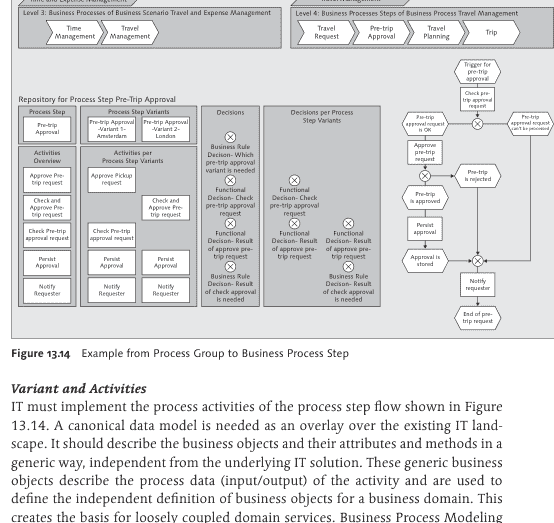 Time and Expense Management
Level 3: Business Processes of Business Scenario Travel and Expense Management
Time
Management
Travel
Management
Level 4: Business Processes Steps of Business Process Travel Management
Travel
Request
Pre-trip
Approval
Travel
Planning
Trip
Repository for Process Step Pre-Trip Approval
Process Step
Pre-trip
Approval
Process Step Variants
Pre-trip Approval
-Variant 1-
Amsterdam
Pre-trip Approval
-Variant 2-
London
Activities
Overview
Approve Pre-
trip request
Check and
Approve Pre-
trip request
Check Pre-trip
approval request
Persist
Approval
Notify
Requester
Activities per
Process Step Variants
Approve Pickup
request
Check and
Approve Pre-
trip request
Check Pre-trip
approval request
Persist
Approval
Persist
Approval
Notify
Requester
Notify
Requester
Decisions
Business Rule
Decison- Which
pre-trip approval
variant is needed
Functional
Decison- Check
pre-trip approval
request
Functional
Decison- Result
of approve pre-
trip request
Business Rule
Decison- Result
of check approval
is needed
Decisions per Process
Step Variants
Functional
Decison- Check
pre-trip approval
request
Functional
Decison- Result
of approve pre-
trip request
Functional
Decison- Result
of approve pre-
trip request
Business Rule
Decison- Result
of check approval
is needed
Trigger for
pre-trip
approval
Check pre-trip
approval
request
Pre-trip
approval request
is OK
Pre-trip
approval request
can't be processed
Approve
pre-trip
request
Pre-trip
is rejected
Pre-trip
is approved
Persist
approval
Approval is
stored
Notify
requester
End of pre-
trip request
Figure 13.14 Example from Process Group to Business Process Step
Variant and Activities
IT must implement the process activities of the process step flow shown in Figure
13.14. A canonical data model is needed as an overlay over the existing IT land-
scape. It should describe the business objects and their attributes and methods in a
generic way, independent from the underlying IT solution. These generic business
objects describe the process data (input/output) of the activity and are used to
define the independent definition of business objects for a business domain. This
creates the basis for loosely coupled domain services. Business Process Modeling